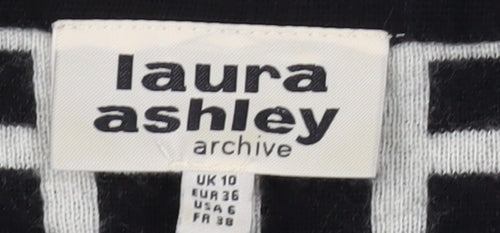 laura
ashley
archive
UK 10
EUR 36
USA 6
FR 38